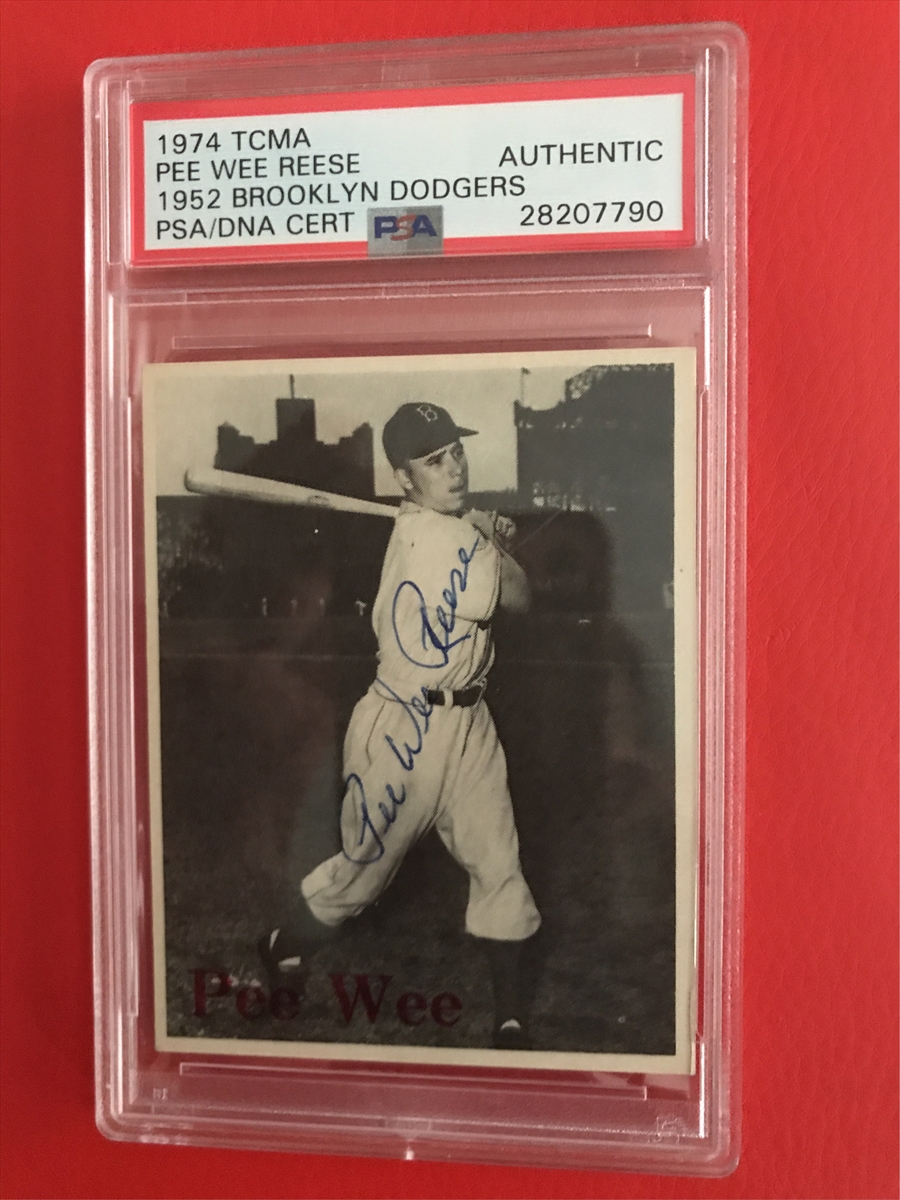 1974 TCMA
PEE WEE REESE AUTHENTIC
1952 BROOKLYN DODGERS
PSA/DNA CERT PSA 28207790
B
Pee Wee Reese
Pee Wee